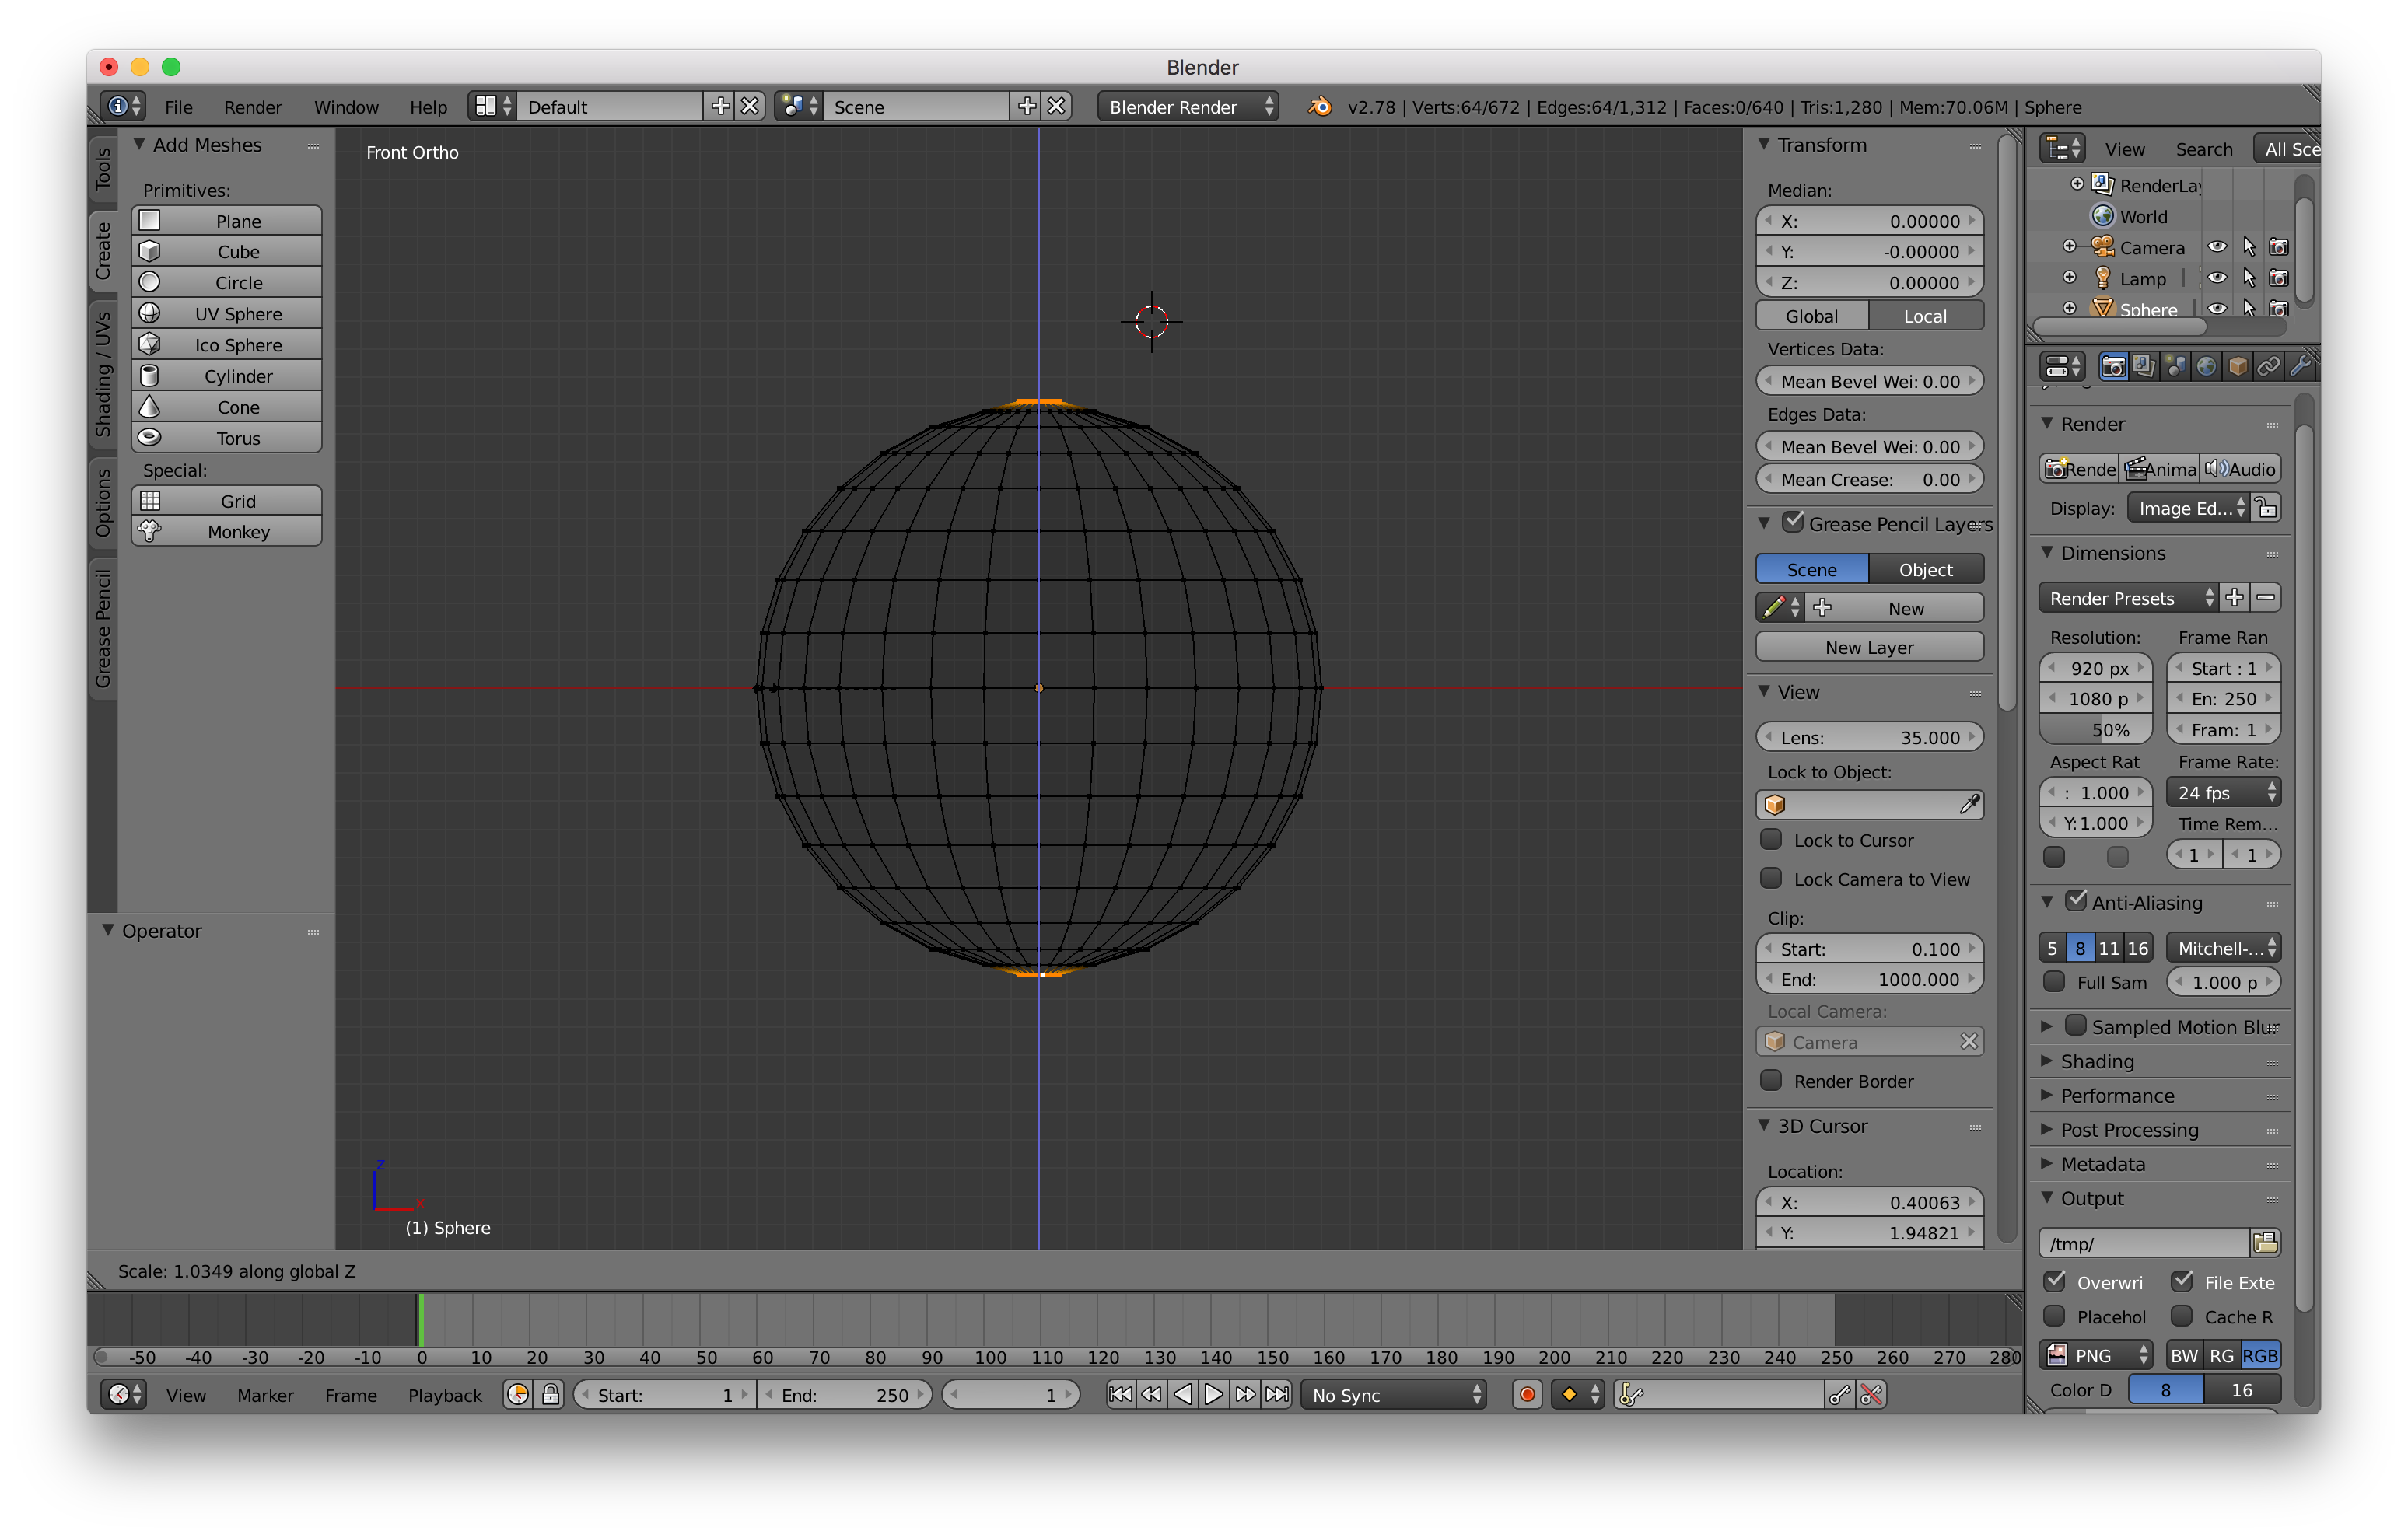 Blender
File Render Window Help Default Scene Blender Render v2.78 | Verts:64/672 | Edges:64/1,312 | Faces:0/640 | Tris:1,280 | Mem:70.06M | Sphere
Tools
Create
Shading / UVs
Options
Grease Pencil
Add Meshes
Primitives:
Plane
Cube
Circle
UV Sphere
Ico Sphere
Cylinder
Cone
Torus
Special:
Grid
Monkey
Operator
Front Ortho
Z
X
(1) Sphere
Transform
Median:
X: 0.00000
Y: -0.00000
Z: 0.00000
Global Local
Vertices Data:
Mean Bevel Wei: 0.00
Edges Data:
Mean Bevel Wei: 0.00
Mean Crease: 0.00
Grease Pencil Layers
Scene Object
New
New Layer
View
Lens: 35.000
Lock to Object:
Lock to Cursor
Lock Camera to View
Clip:
Start: 0.100
End: 1000.000
Local Camera:
Camera
Render Border
3D Cursor
Location:
X: 0.40063
Y: 1.94821
View Search All Sce
RenderLay
World
Camera
Lamp
Sphere
Render
Rende Anima Audio
Display: Image Ed...
Dimensions
Render Presets
Resolution: Frame Ran
920 px Start : 1
1080 p En: 250
50% Fram: 1
Aspect Rat Frame Rate:
: 1.000 24 fps
Y:1.000 Time Rem...
1 1
Anti-Aliasing
5 8 11 16 Mitchell-...
Full Sam 1.000 p
Sampled Motion Blur
Shading
Performance
Post Processing
Metadata
Output
/tmp/
Overwri File Exte
Placehol Cache R
PNG BW RG RGB
Color D 8 16
Scale: 1.0349 along global Z
-50 -40 -30 -20 -10 0 10 20 30 40 50 60 70 80 90 100 110 120 130 140 150 160 170 180 190 200 210 220 230 240 250 260 270 280
View Marker Frame Playback Start: 1 End: 250 1 No Sync